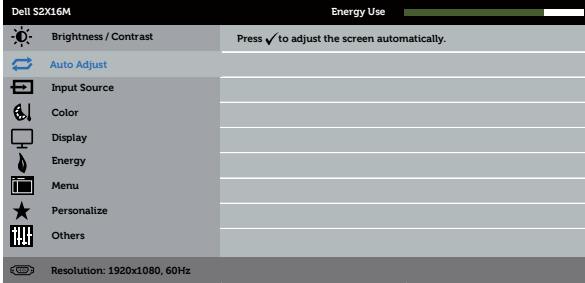 Dell S2X16M Energy Use
Brightness / Contrast Press ✓ to adjust the screen automatically.
Auto Adjust
Input Source
Color
Display
Energy
Menu
Personalize
Others
Resolution: 1920x1080, 60Hz